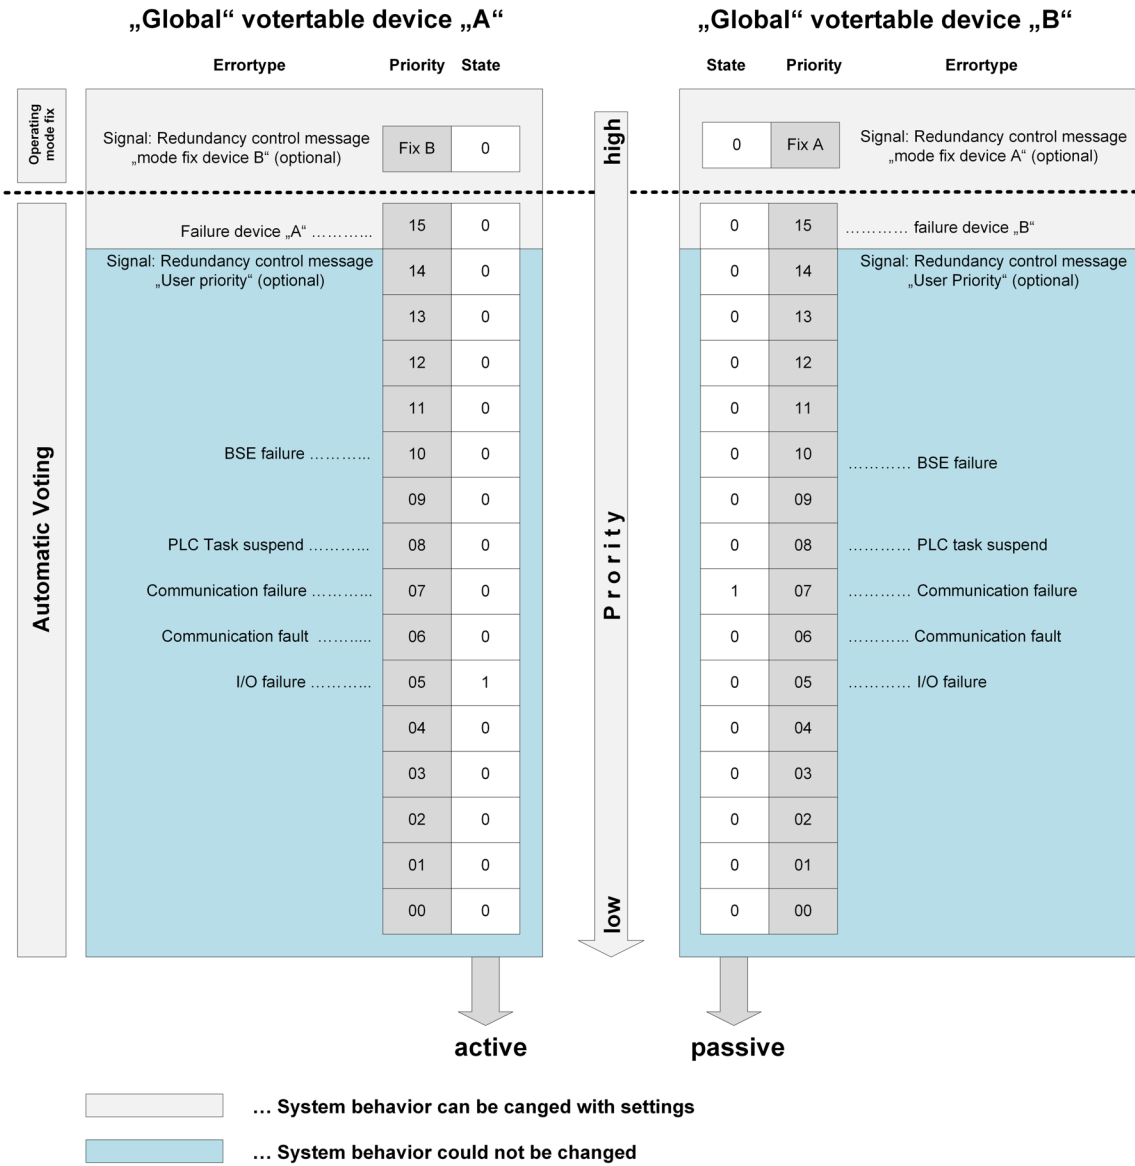 „Global“ votertable device „A“
„Global“ votertable device „B“
Errortype Priority State
State Priority Errortype
Operating
mode fix
Signal: Redundancy control message
„mode fix device B“ (optional)
Fix B 0
high
0 Fix A
Signal: Redundancy control message
„mode fix device A“ (optional)
Automatic Voting
Prority
Failure device „A“ ………... 15 0
0 15 ………… failure device „B“
Signal: Redundancy control message
„User priority“ (optional)
14 0
0 14
Signal: Redundancy control message
„User Priority“ (optional)
13 0
0 13
12 0
0 12
11 0
0 11
BSE failure ………... 10 0
0 10 ………… BSE failure
09 0
0 09
PLC Task suspend ………... 08 0
0 08 ………… PLC task suspend
Communication failure ………... 07 0
1 07 ………… Communication failure
Communication fault …….... 06 0
0 06 ………… Communication fault
I/O failure ………... 05 1
0 05 ………… I/O failure
04 0
0 04
03 0
0 03
02 0
0 02
01 0
0 01
00 0
low
0 00
active
passive
… System behavior can be canged with settings
… System behavior could not be changed